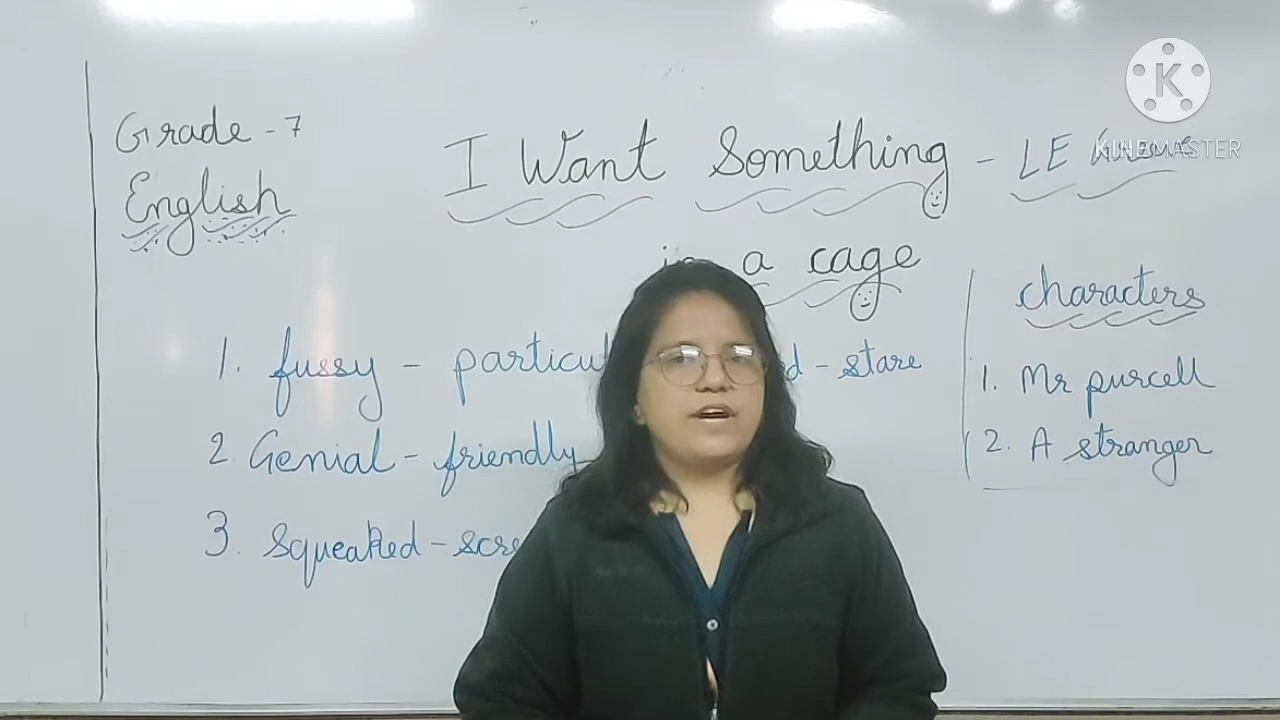 K
KINEMASTER
Grade - 7
English
I Want Something - LE
a cage
characters
1. fussy - - stare
2. Genial - friendly
3. squeaked -
1. Mr purcell
2. A stranger